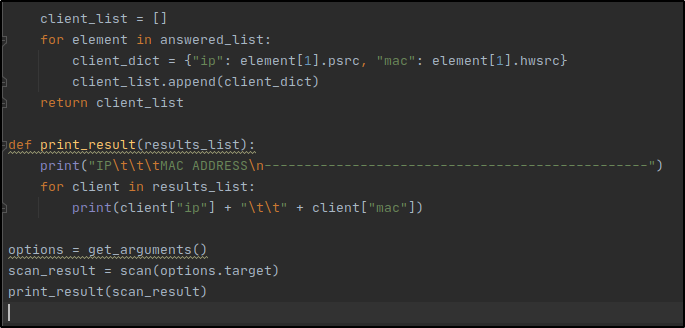 client_list = []
    for element in answered_list:
        client_dict = {"ip": element[1].psrc, "mac": element[1].hwsrc}
        client_list.append(client_dict)
    return client_list

def print_result(results_list):
    print("IP\t\t\tMAC ADDRESS\n------------------------------------------------")
    for client in results_list:
        print(client["ip"] + "\t\t" + client["mac"])

options = get_arguments()
scan_result = scan(options.target)
print_result(scan_result)